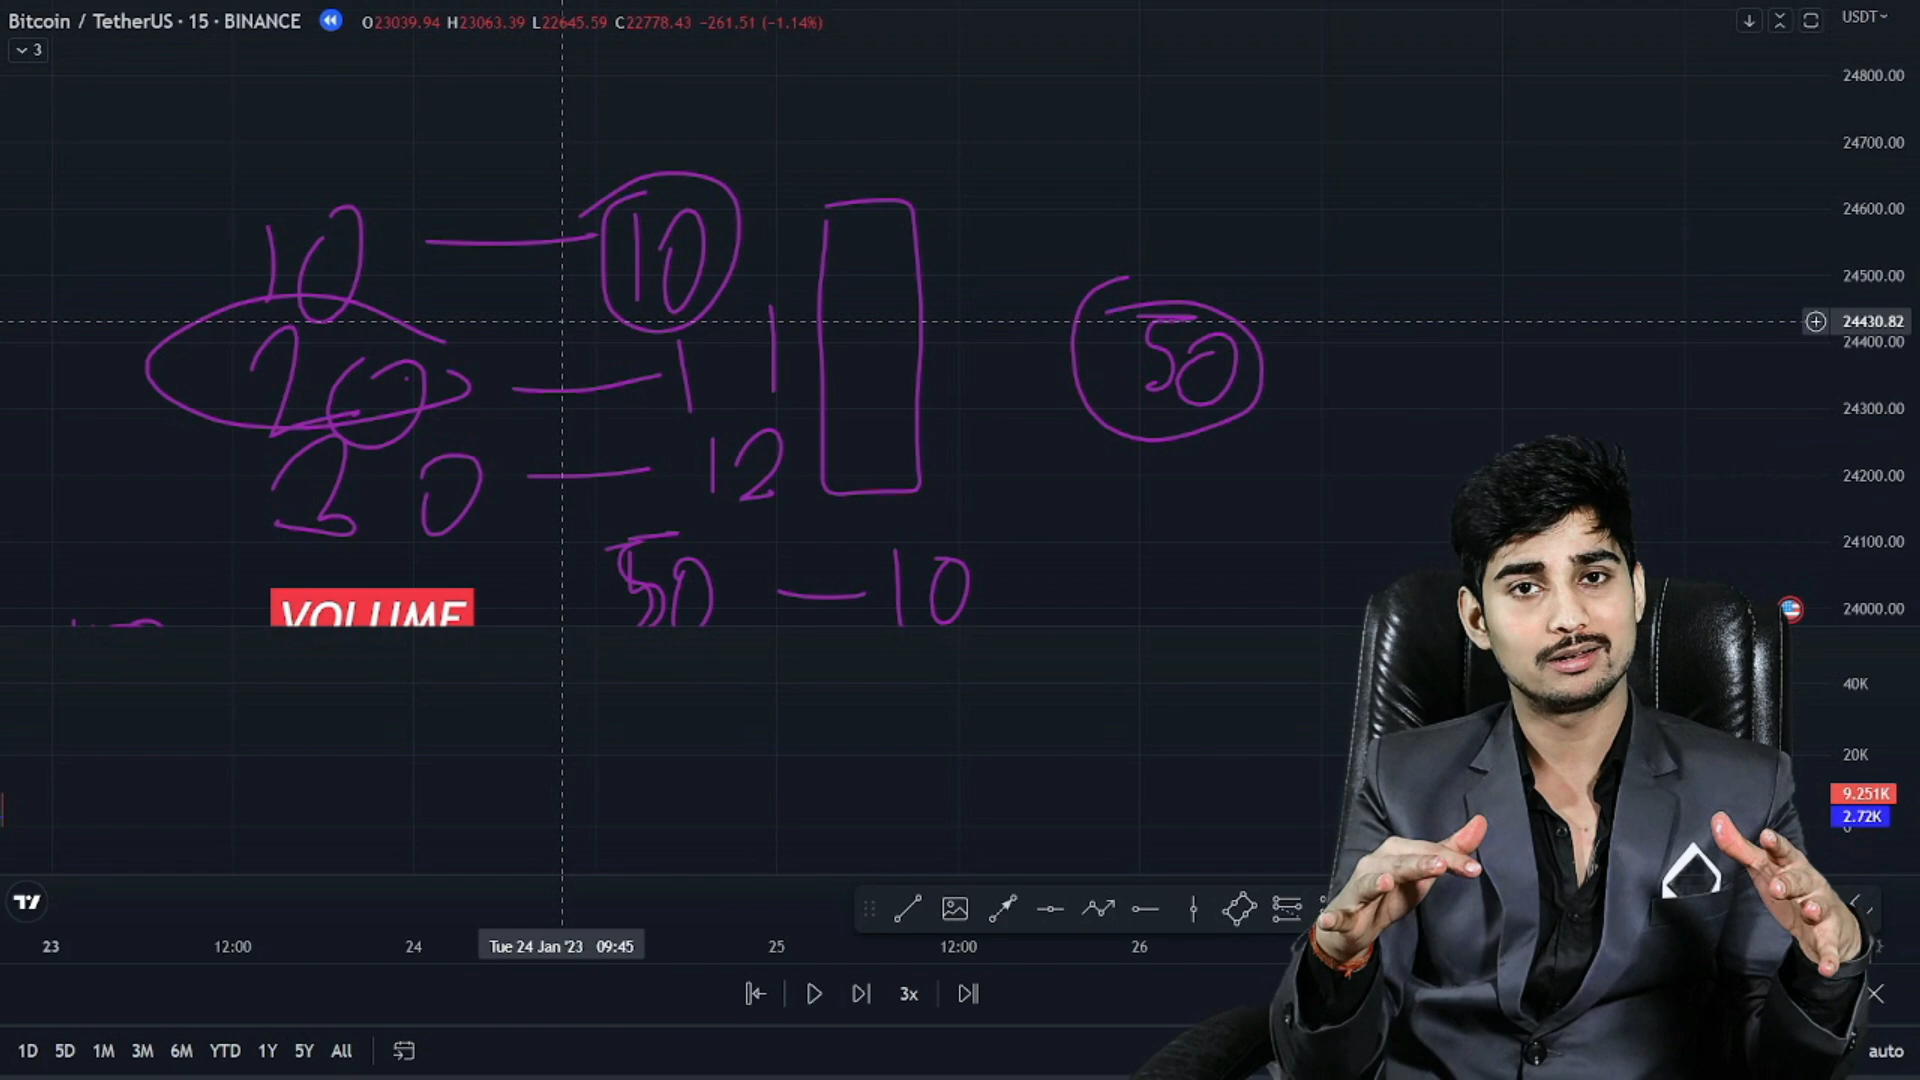 Bitcoin / TetherUS · 15 · BINANCE O23039.94 H23063.39 L22645.59 C22778.43 -261.51 (-1.14%)
USDT
3
24800.00
24700.00
24600.00
24500.00
24430.82
24400.00
24300.00
24200.00
24100.00
24000.00
10 — 10
20 — 11
30 — 12
50
50 — 10
VOLUME
40K
20K
9.251K
2.72K
0
23 12:00 24 Tue 24 Jan '23 09:45 25 12:00 26
3x
1D 5D 1M 3M 6M YTD 1Y 5Y All
auto